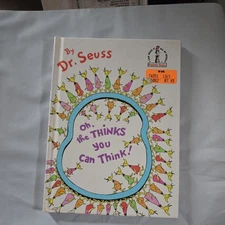 By
Dr. Seuss
Oh,
the THINKS
you
Can Think!